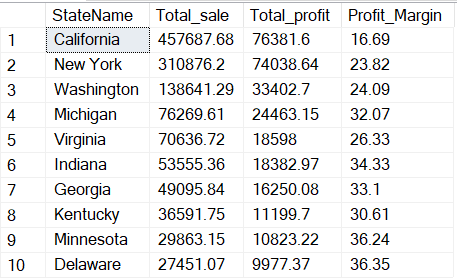 StateName Total_sale Total_profit Profit_Margin
1 California 457687.68 76381.6 16.69
2 New York 310876.2 74038.64 23.82
3 Washington 138641.29 33402.7 24.09
4 Michigan 76269.61 24463.15 32.07
5 Virginia 70636.72 18598 26.33
6 Indiana 53555.36 18382.97 34.33
7 Georgia 49095.84 16250.08 33.1
8 Kentucky 36591.75 11199.7 30.61
9 Minnesota 29863.15 10823.22 36.24
10 Delaware 27451.07 9977.37 36.35